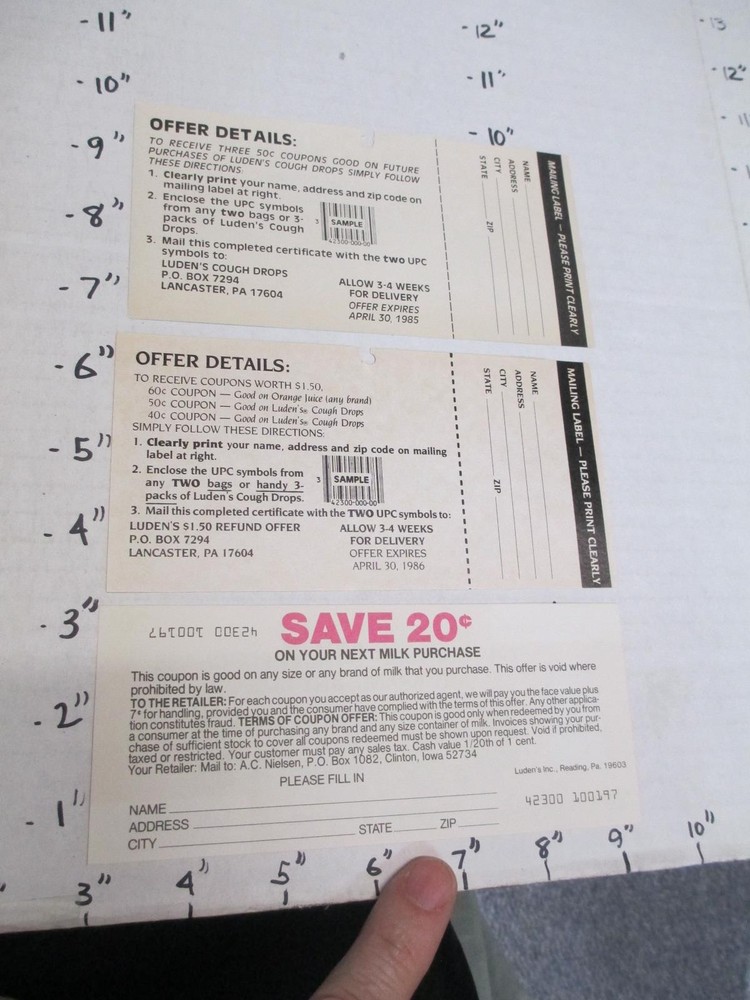 - 11"
- 12"
- 13
- 10"
- 11"
- 12"
- 9"
- 10"
- 11
OFFER DETAILS:
TO RECEIVE THREE 50¢ COUPONS GOOD ON FUTURE
PURCHASES OF LUDEN'S COUGH DROPS SIMPLY FOLLOW
THESE DIRECTIONS
1. Clearly print your name, address and zip code on
mailing label at right.
2. Enclose the UPC symbols
from any two bags or 3-
packs of Luden's Cough
Drops.
3 SAMPLE
42300-000-00
3. Mail this completed certificate with the two UPC
symbols to:
LUDEN'S COUGH DROPS
P.O. BOX 7294
LANCASTER, PA 17604
ALLOW 3-4 WEEKS
FOR DELIVERY
OFFER EXPIRES
APRIL 30, 1985
MAILING LABEL — PLEASE PRINT CLEARLY
NAME
ADDRESS
CITY
STATE ZIP
- 8"
- 7"
- 6"
OFFER DETAILS:
TO RECEIVE COUPONS WORTH $1.50,
60¢ COUPON — Good on Orange Juice (any brand)
50¢ COUPON — Good on Luden's® Cough Drops
40¢ COUPON — Good on Luden's® Cough Drops
SIMPLY FOLLOW THESE DIRECTIONS:
1. Clearly print your name, address and zip code on mailing
label at right.
2. Enclose the UPC symbols from
any TWO bags or handy 3-
packs of Luden's Cough Drops.
3 SAMPLE
42300-000-00
3. Mail this completed certificate with the TWO UPC symbols to:
LUDEN'S $1.50 REFUND OFFER
P.O. BOX 7294
LANCASTER, PA 17604
ALLOW 3-4 WEEKS
FOR DELIVERY
OFFER EXPIRES
APRIL 30, 1986
MAILING LABEL — PLEASE PRINT CLEARLY
NAME
ADDRESS
CITY
STATE ZIP
- 5"
- 4"
- 3"
42300 100197
SAVE 20¢
ON YOUR NEXT MILK PURCHASE
This coupon is good on any size or any brand of milk that you purchase. This offer is void where
prohibited by law.
TO THE RETAILER: For each coupon you accept as our authorized agent, we will pay you the face value plus
7¢ for handling, provided you and the consumer have complied with the terms of this offer. Any other applica-
tion constitutes fraud. TERMS OF COUPON OFFER: This coupon is good only when redeemed by you from
a consumer at the time of purchasing any brand and any size container of milk. Invoices showing your pur-
chase of sufficient stock to cover all coupons redeemed must be shown upon request. Void if prohibited,
taxed or restricted. Your customer must pay any sales tax. Cash value 1/20th of 1 cent.
Your Retailer: Mail to: A.C. Nielsen, P.O. Box 1082, Clinton, Iowa 52734
Luden's Inc., Reading, Pa. 19603
PLEASE FILL IN
42300 100197
NAME
ADDRESS
STATE ZIP
CITY
- 2"
- 1"
3"
4"
5"
6"
7"
8"
9"
10"